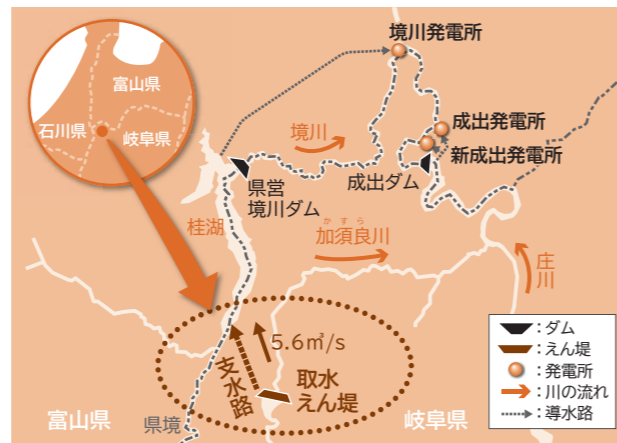 富山県
石川県
岐阜県
境川発電所
成出発電所
新成出発電所
境川
県営
境川ダム
成出ダム
桂湖
かすら
加須良川
庄川
5.6㎥/s
支水路
取水
えん堤
富山県
県境
岐阜県
:ダム
:えん堤
:発電所
:川の流れ
:導水路